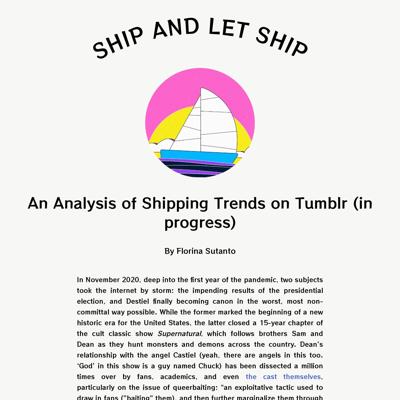 SHIP AND LET SHIP
An Analysis of Shipping Trends on Tumblr (in
progress)
By Florina Sutanto
In November 2020, deep into the first year of the pandemic, two subjects
took the internet by storm: the impending results of the presidential
election, and Destiel finally becoming canon in the worst, most non-
committal way possible. While the former marked the beginning of a new
historic era for the United States, the latter closed a 15-year chapter of
the cult classic show Supernatural, which follows brothers Sam and
Dean as they hunt monsters and demons across the country. Dean's
relationship with the angel Castiel (yeah, there are angels in this too.
'God' in this show is a guy named Chuck) has been dissected a million
times over by fans, academics, and even the cast themselves,
particularly on the issue of queerbaiting: "an exploitative tactic used to
draw in fans ("baiting" them), and then further marginalize them through